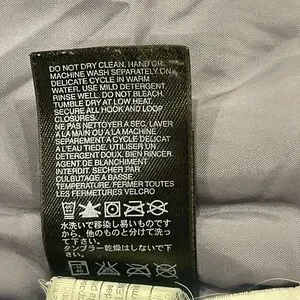 DO NOT DRY CLEAN. HAND OR
MACHINE WASH SEPARATELY ON
DELICATE CYCLE IN WARM
WATER. USE MILD DETERGENT.
RINSE WELL. DO NOT BLEACH.
TUMBLE DRY AT LOW HEAT.
SECURE ALL HOOK AND LOOP
CLOSURES.
NE PAS NETTOYER A SEC. LAVER
A LA MAIN OU A LA MACHINE
SEPAREMENT A CYCLE DELICAT
A L'EAU TIEDE. UTILISER UN
DETERGENT DOUX. BIEN RINCER.
AGENT DE BLANCHIMENT
INTERDIT. SECHER PAR
CULBUTAGE A BASSE
TEMPERATURE. FERMER TOUTES
LES FERMETURES VELCRO
水洗いで移染し易いものです
から、他のものと分けて洗って
下さい。
タンブラー乾燥はしないで下さい